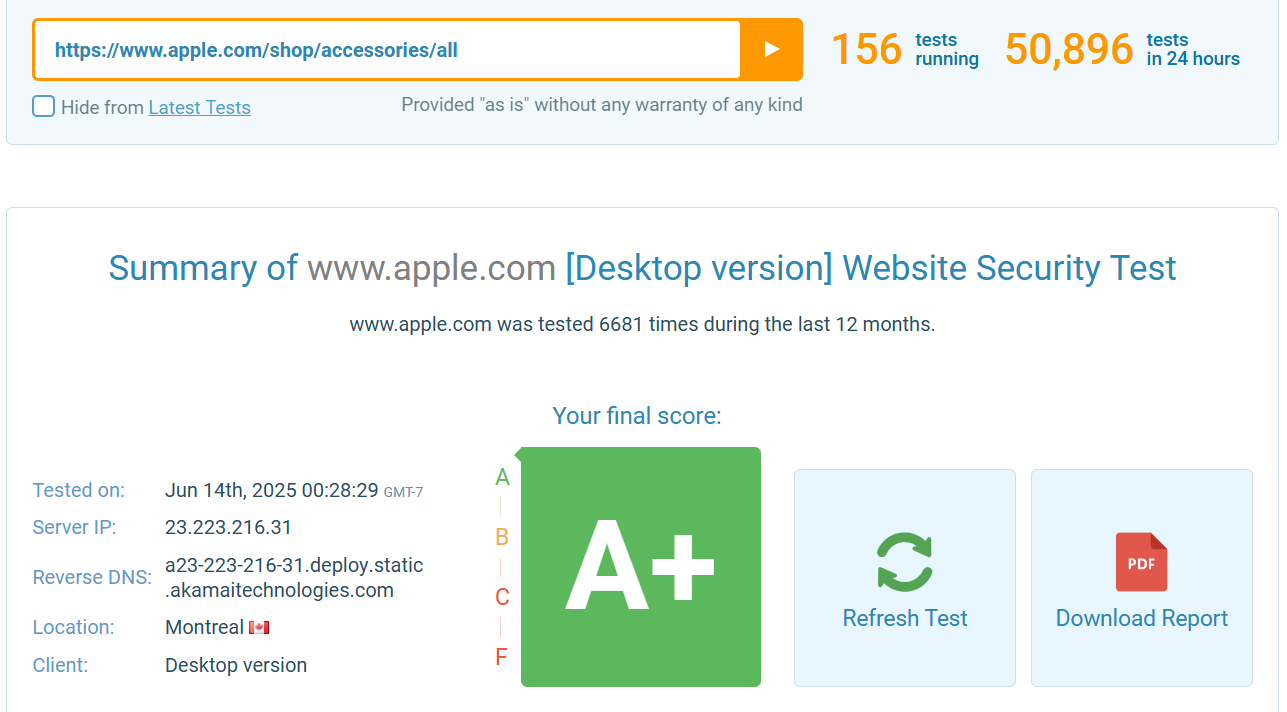 https://www.apple.com/shop/accessories/all
156 tests running
50,896 tests in 24 hours
Hide from Latest Tests
Provided "as is" without any warranty of any kind
Summary of www.apple.com [Desktop version] Website Security Test
www.apple.com was tested 6681 times during the last 12 months.
Your final score:
Tested on: Jun 14th, 2025 00:28:29 GMT-7
Server IP: 23.223.216.31
Reverse DNS: a23-223-216-31.deploy.static
.akamaitechnologies.com
Location: Montreal
Client: Desktop version
A
B
C
F
A+
Refresh Test
PDF
Download Report